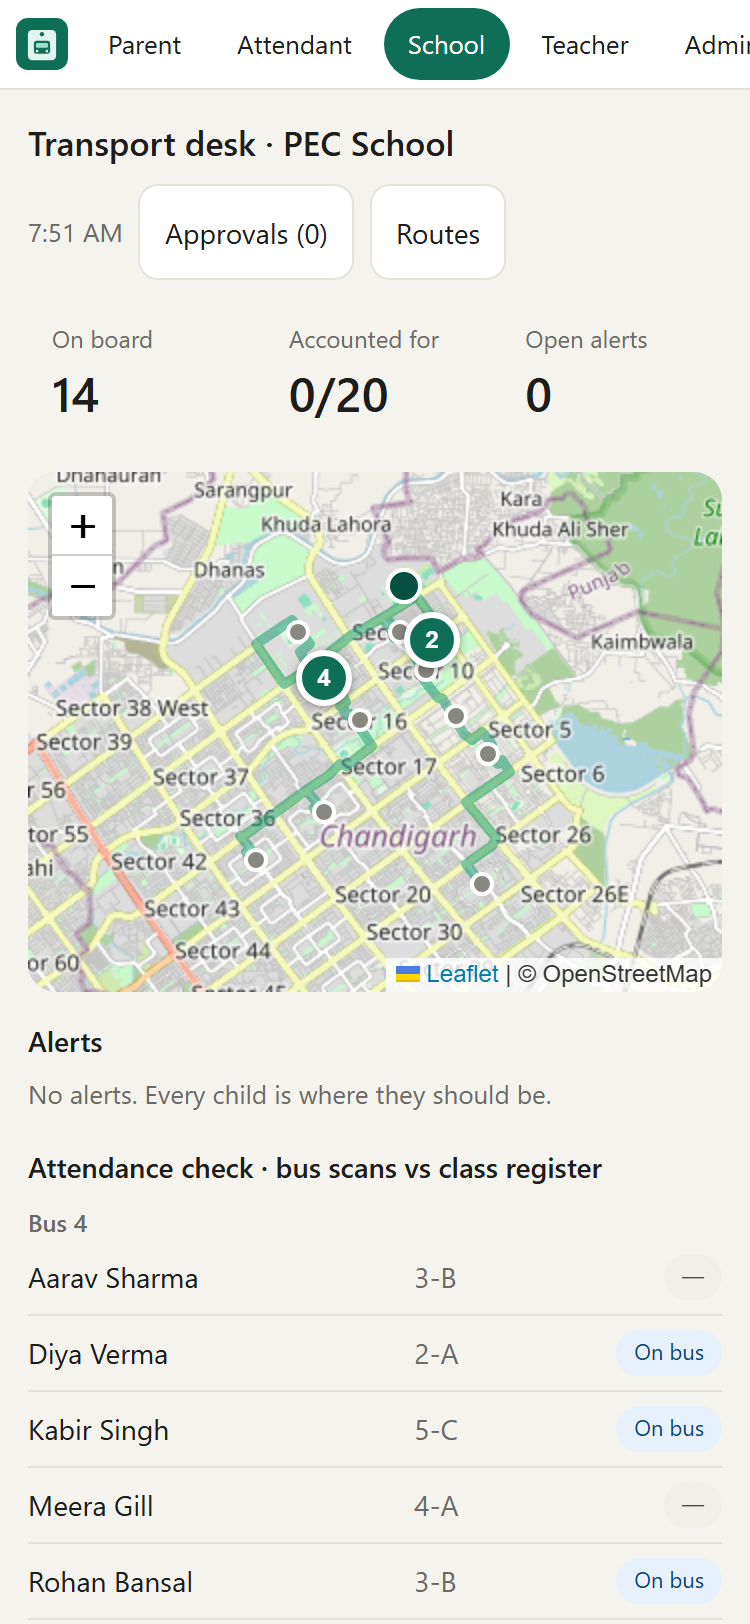 Parent Attendant School Teacher
Transport desk · PEC School
7:51 AM Approvals (0) Routes
On board Accounted for Open alerts
14 0/20 0
Sarangpur
Kara
Khuda Lahora
Khuda Ali Sher
Dhanas
Punjab
Kaimbwala
10
Sector 38 West
16
Sector 5
Sector 39
Sector 17
Sector 6
Sector 37
Sector 36
Chandigarh
Sector 26
Sector 42
Sector 20
Sector 26E
Sector 43
Sector 30
Sector 44
+
−
2
4
Leaflet | © OpenStreetMap
Alerts
No alerts. Every child is where they should be.
Attendance check · bus scans vs class register
Bus 4
Aarav Sharma 3-B —
Diya Verma 2-A On bus
Kabir Singh 5-C On bus
Meera Gill 4-A —
Rohan Bansal 3-B On bus